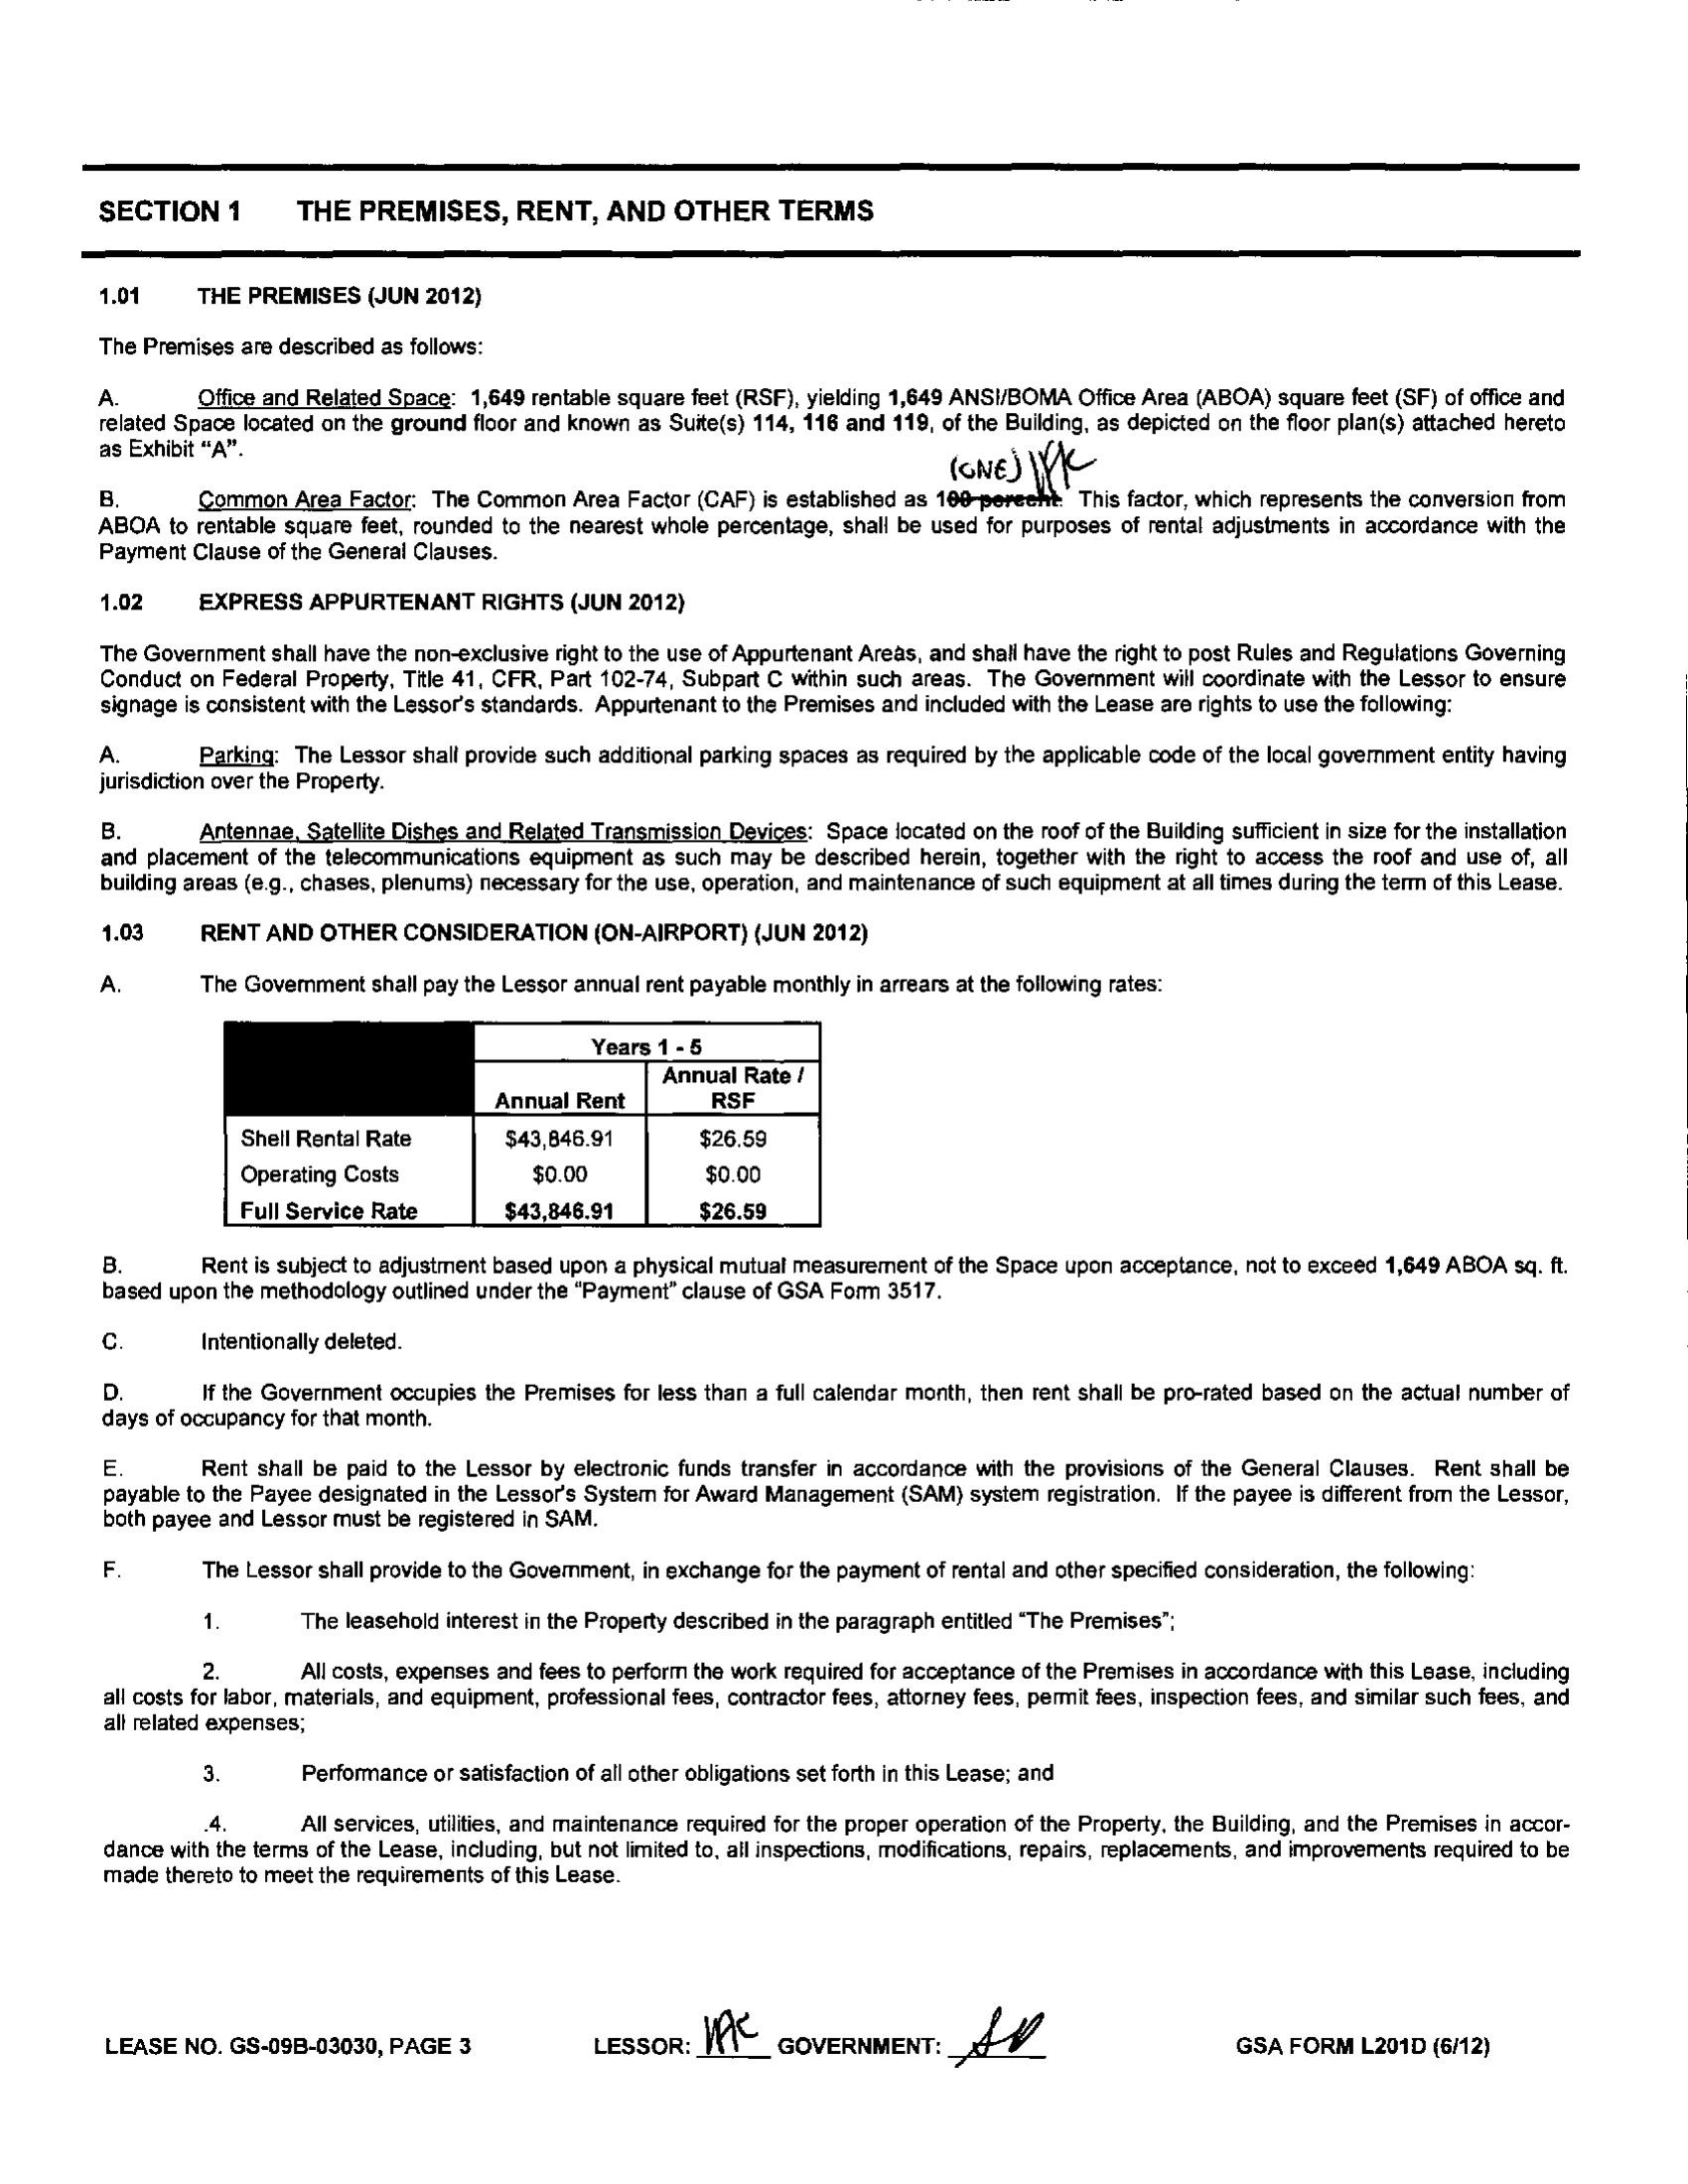 SECTION 1 THE PREMISES, RENT, AND OTHER TERMS
1.01 THE PREMISES (JUN 2012)
The Premises are described as follows:
A. Office and Related Space: 1,649 rentable square feet (RSF), yielding 1,649 ANSI/BOMA Office Area (ABOA) square feet (SF) of office and
related Space located on the ground floor and known as Suite(s) 114, 116 and 119, of the Building, as depicted on the floor plan(s) attached hereto
as Exhibit “A”.
(ONE)
B. Common Area Factor: The Common Area Factor (CAF) is established as 100 percent. This factor, which represents the conversion from
ABOA to rentable square feet, rounded to the nearest whole percentage, shall be used for purposes of rental adjustments in accordance with the
Payment Clause of the General Clauses.
1.02 EXPRESS APPURTENANT RIGHTS (JUN 2012)
The Government shall have the non-exclusive right to the use of Appurtenant Areas, and shall have the right to post Rules and Regulations Governing
Conduct on Federal Property, Title 41, CFR, Part 102-74, Subpart C within such areas. The Government will coordinate with the Lessor to ensure
signage is consistent with the Lessor's standards. Appurtenant to the Premises and included with the Lease are rights to use the following:
A. Parking: The Lessor shall provide such additional parking spaces as required by the applicable code of the local government entity having
jurisdiction over the Property.
B. Antennae, Satellite Dishes and Related Transmission Devices: Space located on the roof of the Building sufficient in size for the installation
and placement of the telecommunications equipment as such may be described herein, together with the right to access the roof and use of, all
building areas (e.g., chases, plenums) necessary for the use, operation, and maintenance of such equipment at all times during the term of this Lease.
1.03 RENT AND OTHER CONSIDERATION (ON-AIRPORT) (JUN 2012)
A. The Government shall pay the Lessor annual rent payable monthly in arrears at the following rates:
Years 1 - 5
Annual Rate /
Annual Rent RSF
Shell Rental Rate $43,846.91 $26.59
Operating Costs $0.00 $0.00
Full Service Rate $43,846.91 $26.59
B. Rent is subject to adjustment based upon a physical mutual measurement of the Space upon acceptance, not to exceed 1,649 ABOA sq. ft.
based upon the methodology outlined under the "Payment" clause of GSA Form 3517.
C. Intentionally deleted.
D. If the Government occupies the Premises for less than a full calendar month, then rent shall be pro-rated based on the actual number of
days of occupancy for that month.
E. Rent shall be paid to the Lessor by electronic funds transfer in accordance with the provisions of the General Clauses. Rent shall be
payable to the Payee designated in the Lessor's System for Award Management (SAM) system registration. If the payee is different from the Lessor,
both payee and Lessor must be registered in SAM.
F. The Lessor shall provide to the Government, in exchange for the payment of rental and other specified consideration, the following:
1. The leasehold interest in the Property described in the paragraph entitled "The Premises";
2. All costs, expenses and fees to perform the work required for acceptance of the Premises in accordance with this Lease, including
all costs for labor, materials, and equipment, professional fees, contractor fees, attorney fees, permit fees, inspection fees, and similar such fees, and
all related expenses;
3. Performance or satisfaction of all other obligations set forth in this Lease; and
.4. All services, utilities, and maintenance required for the proper operation of the Property, the Building, and the Premises in accor-
dance with the terms of the Lease, including, but not limited to, all inspections, modifications, repairs, replacements, and improvements required to be
made thereto to meet the requirements of this Lease.
LEASE NO. GS-09B-03030, PAGE 3 LESSOR: GOVERNMENT: GSA FORM L201D (6/12)